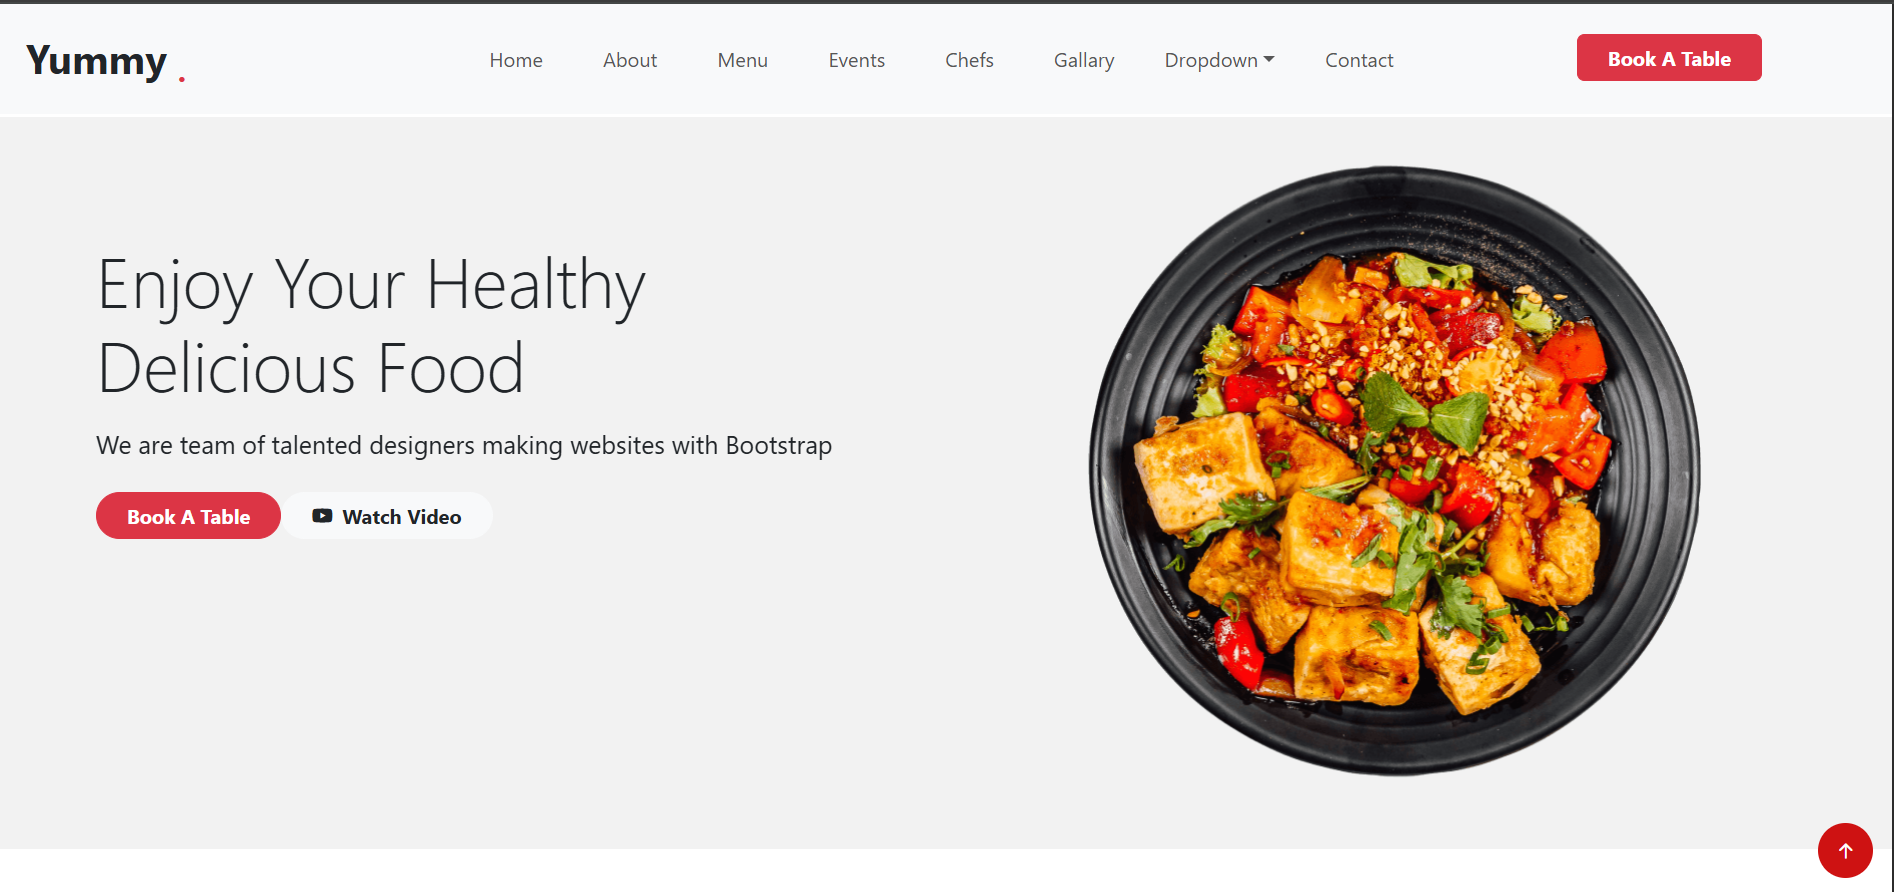 Yummy .
Home About Menu Events Chefs Gallary Dropdown Contact
Book A Table
Enjoy Your Healthy
Delicious Food
We are team of talented designers making websites with Bootstrap
Book A Table
Watch Video